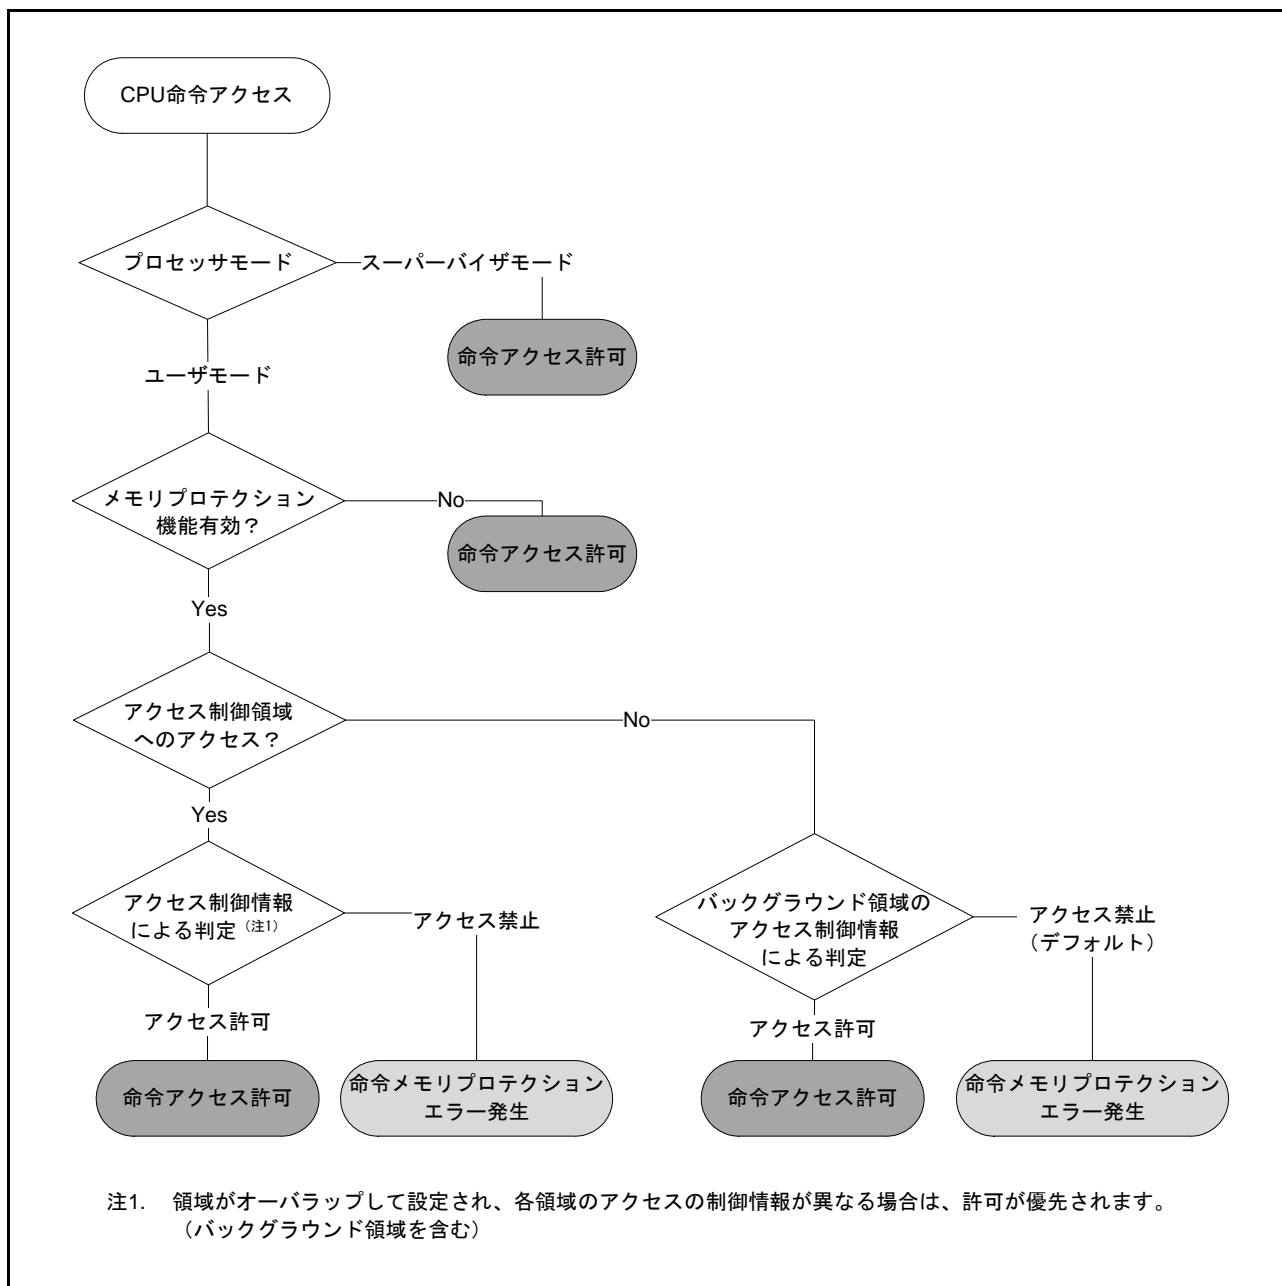 CPU命令アクセス
プロセッサモード
スーパーバイザモード
命令アクセス許可
ユーザモード
メモリプロテクション
機能有効？
No
命令アクセス許可
Yes
アクセス制御領域
へのアクセス？
No
Yes
アクセス制御情報
による判定（注1）
アクセス禁止
バックグラウンド領域の
アクセス制御情報
による判定
アクセス禁止
（デフォルト）
アクセス許可
アクセス許可
命令アクセス許可
命令メモリプロテクション
エラー発生
命令アクセス許可
命令メモリプロテクション
エラー発生
注1. 領域がオーバラップして設定され、各領域のアクセスの制御情報が異なる場合は、許可が優先されます。
（バックグラウンド領域を含む）